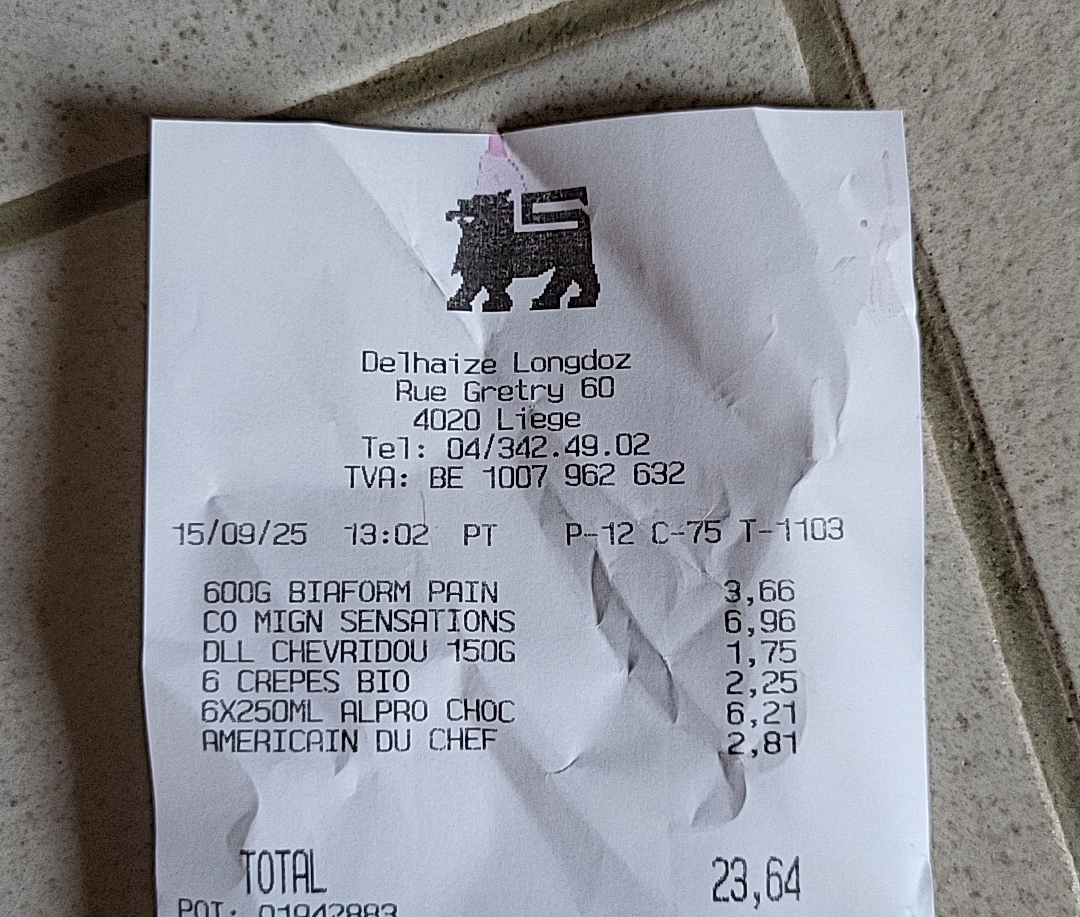 Delhaize Longdoz
Rue Gretry 60
4020 Liege
Tel: 04/342.49.02
TVA: BE 1007 962 632
15/09/25 13:02 PT P-12 C-75 T-1103
600G BIAFORM PAIN 3,66
CO MIGN SENSATIONS 6,96
DLL CHEVRIDOU 150G 1,75
6 CREPES BIO 2,25
6X250ML ALPRO CHOC 6,21
AMERICAIN DU CHEF 2,81
TOTAL 23,64
POI: 01942883